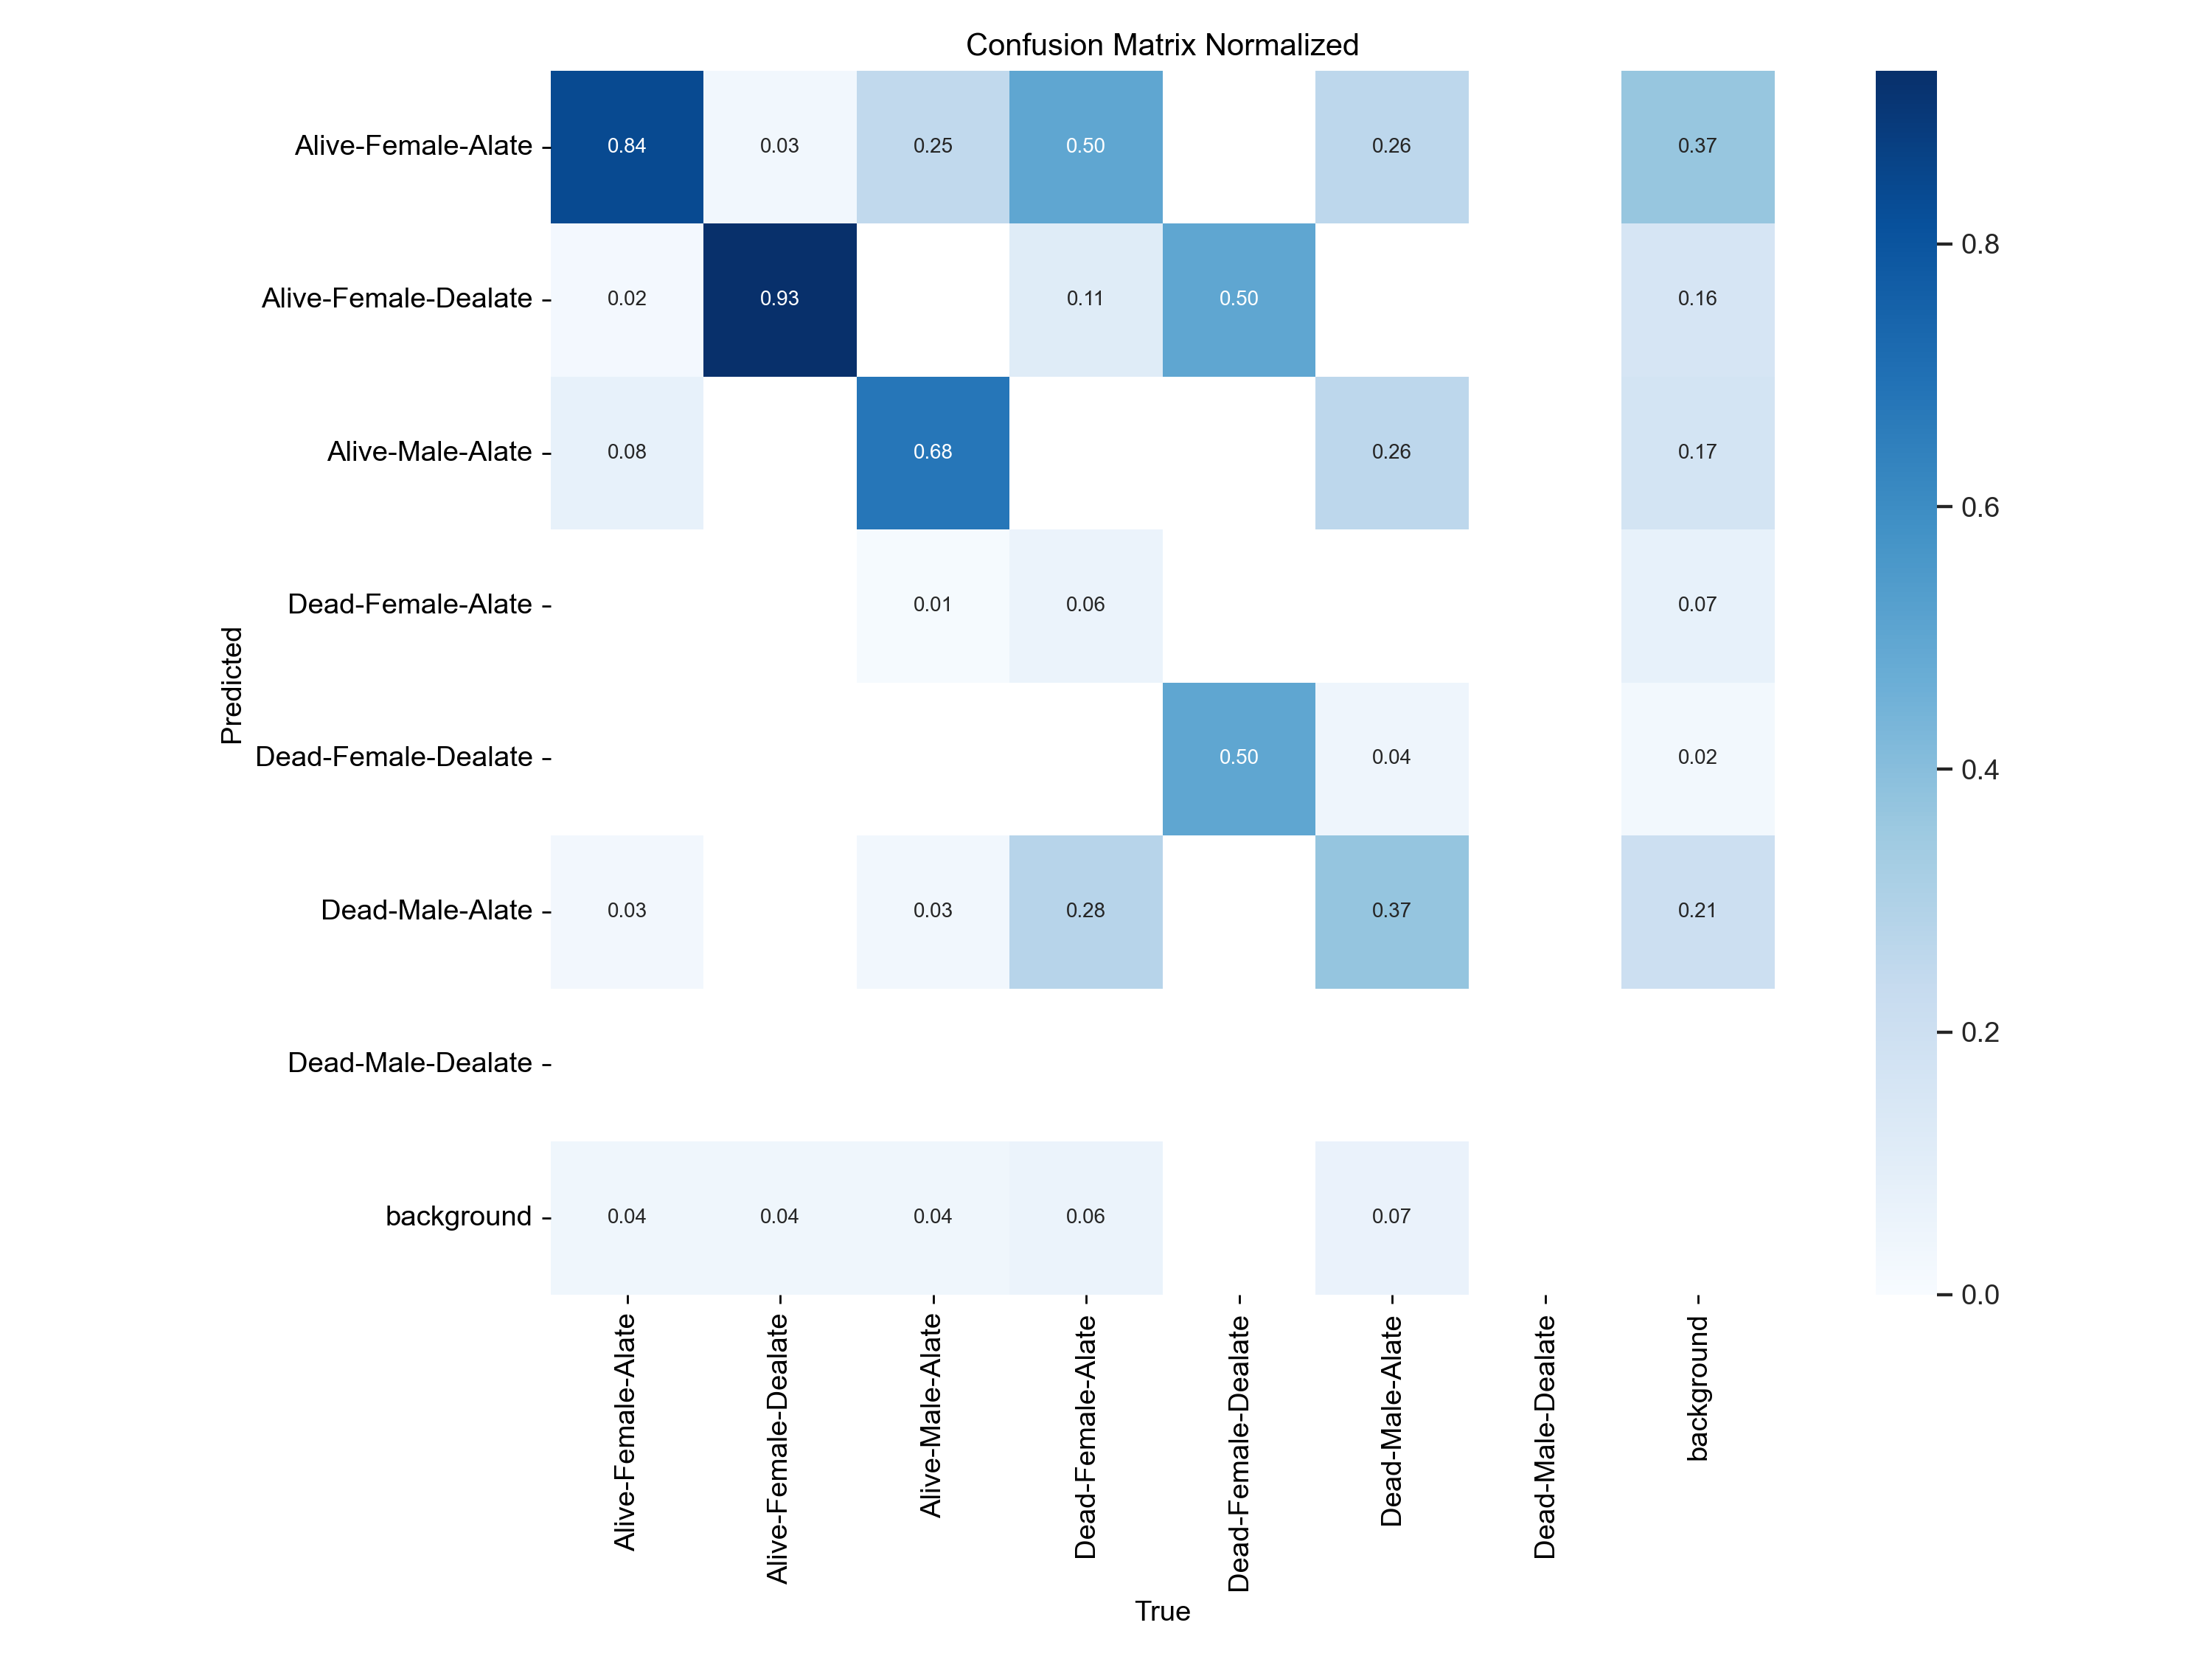 Confusion Matrix Normalized
Alive-Female-Alate 0.84 0.03 0.25 0.50 0.26 0.37
Alive-Female-Dealate 0.02 0.93 0.11 0.50 0.16
Alive-Male-Alate 0.08 0.68 0.26 0.17
Dead-Female-Alate 0.01 0.06 0.07
Dead-Female-Dealate 0.50 0.04 0.02
Dead-Male-Alate 0.03 0.03 0.28 0.37 0.21
Dead-Male-Dealate
background 0.04 0.04 0.04 0.06 0.07
Predicted
Alive-Female-Alate
Alive-Female-Dealate
Alive-Male-Alate
Dead-Female-Alate
Dead-Female-Dealate
Dead-Male-Alate
Dead-Male-Dealate
background
True
0.8
0.6
0.4
0.2
0.0